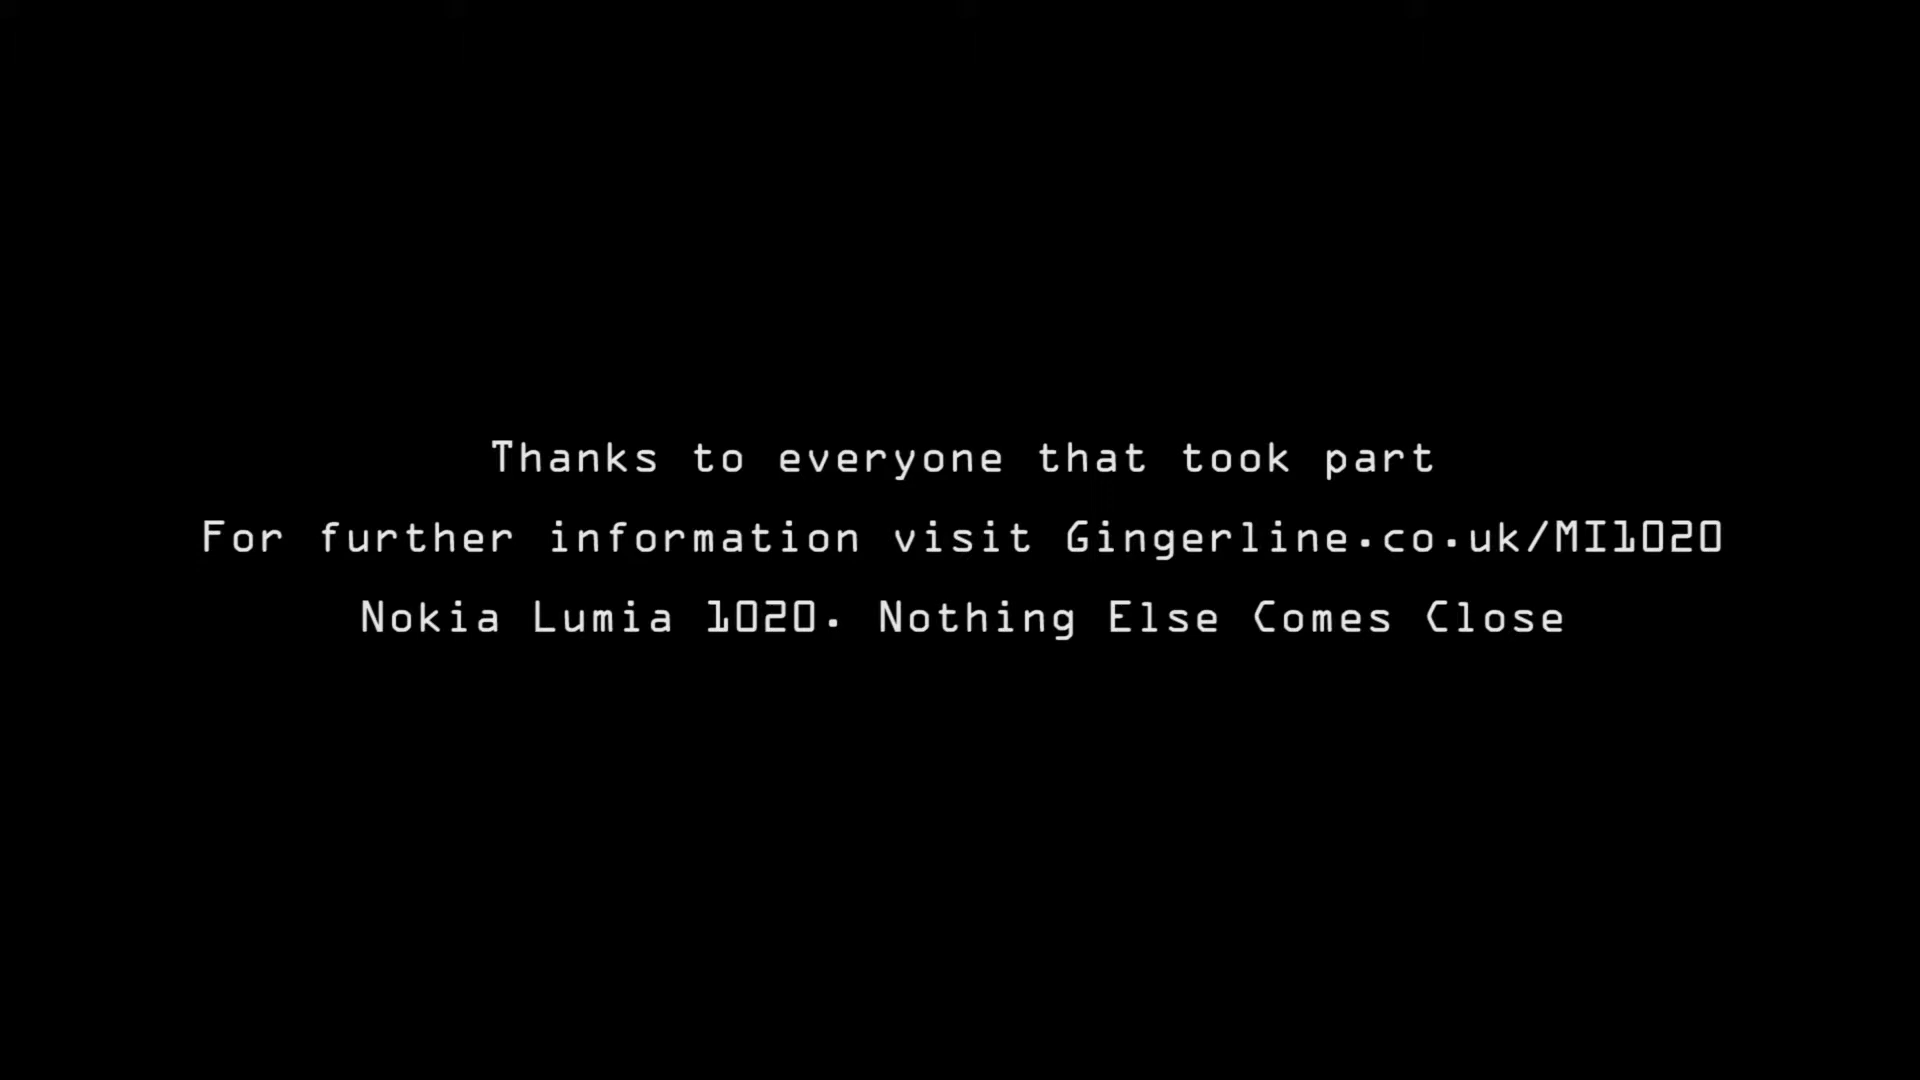 Thanks to everyone that took part
For further information visit Gingerline.co.uk/MI1020
Nokia Lumia 1020. Nothing Else Comes Close